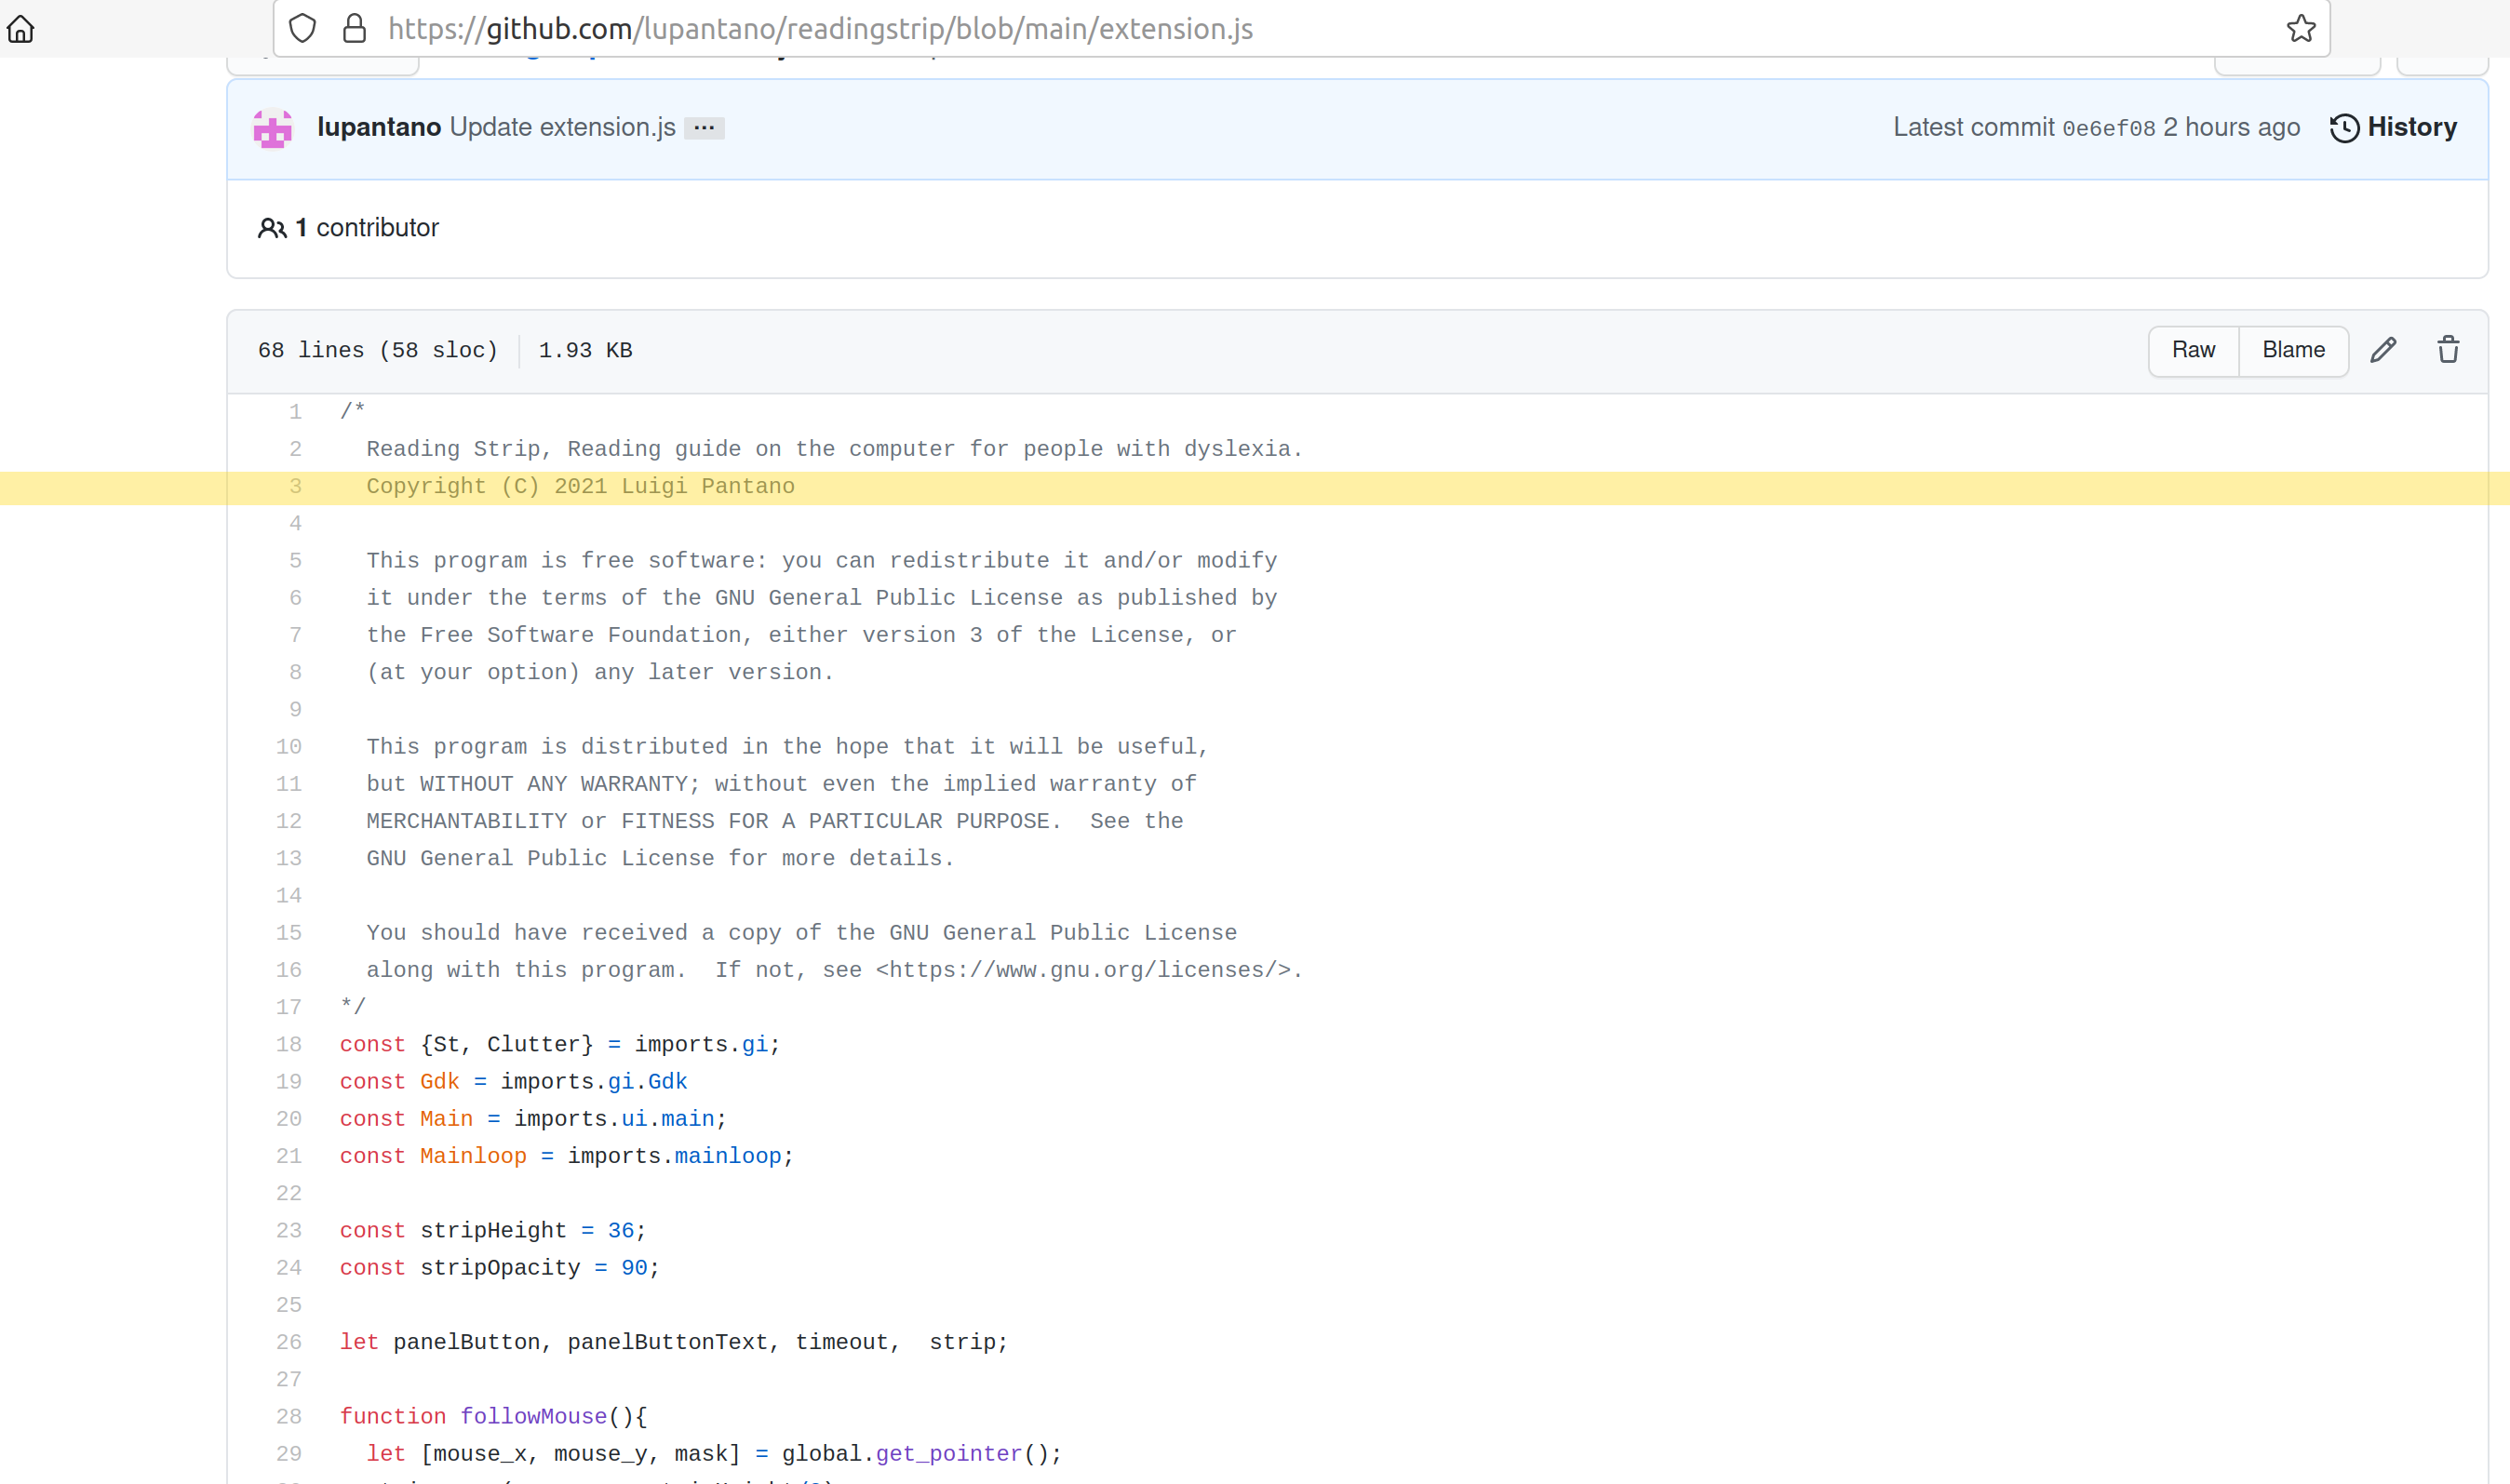 https://github.com/lupantano/readingstrip/blob/main/extension.js
lupantano Update extension.js ...
Latest commit 0e6ef08 2 hours ago History
1 contributor
68 lines (58 sloc) 1.93 KB
Raw Blame
1 /*
2   Reading Strip, Reading guide on the computer for people with dyslexia.
3   Copyright (C) 2021 Luigi Pantano
4
5   This program is free software: you can redistribute it and/or modify
6   it under the terms of the GNU General Public License as published by
7   the Free Software Foundation, either version 3 of the License, or
8   (at your option) any later version.
9
10   This program is distributed in the hope that it will be useful,
11   but WITHOUT ANY WARRANTY; without even the implied warranty of
12   MERCHANTABILITY or FITNESS FOR A PARTICULAR PURPOSE.  See the
13   GNU General Public License for more details.
14
15   You should have received a copy of the GNU General Public License
16   along with this program.  If not, see <https://www.gnu.org/licenses/>.
17 */
18 const {St, Clutter} = imports.gi;
19 const Gdk = imports.gi.Gdk
20 const Main = imports.ui.main;
21 const Mainloop = imports.mainloop;
22
23 const stripHeight = 36;
24 const stripOpacity = 90;
25
26 let panelButton, panelButtonText, timeout,  strip;
27
28 function followMouse(){
29   let [mouse_x, mouse_y, mask] = global.get_pointer();